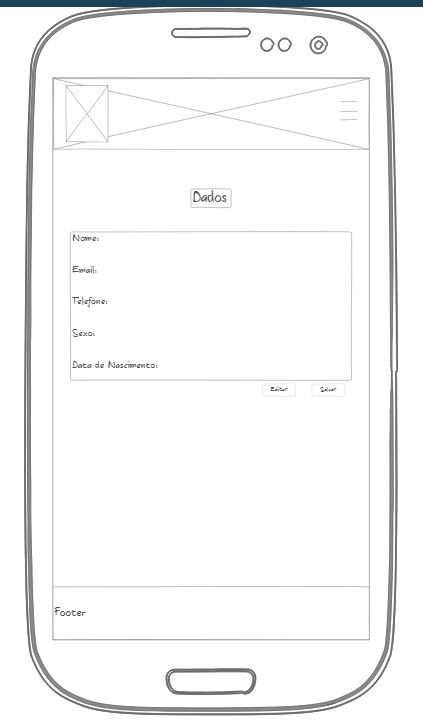 Dados
Nome:
Email:
Telefone:
Sexo:
Data de Nascimento:
Editar Salvar
Footer